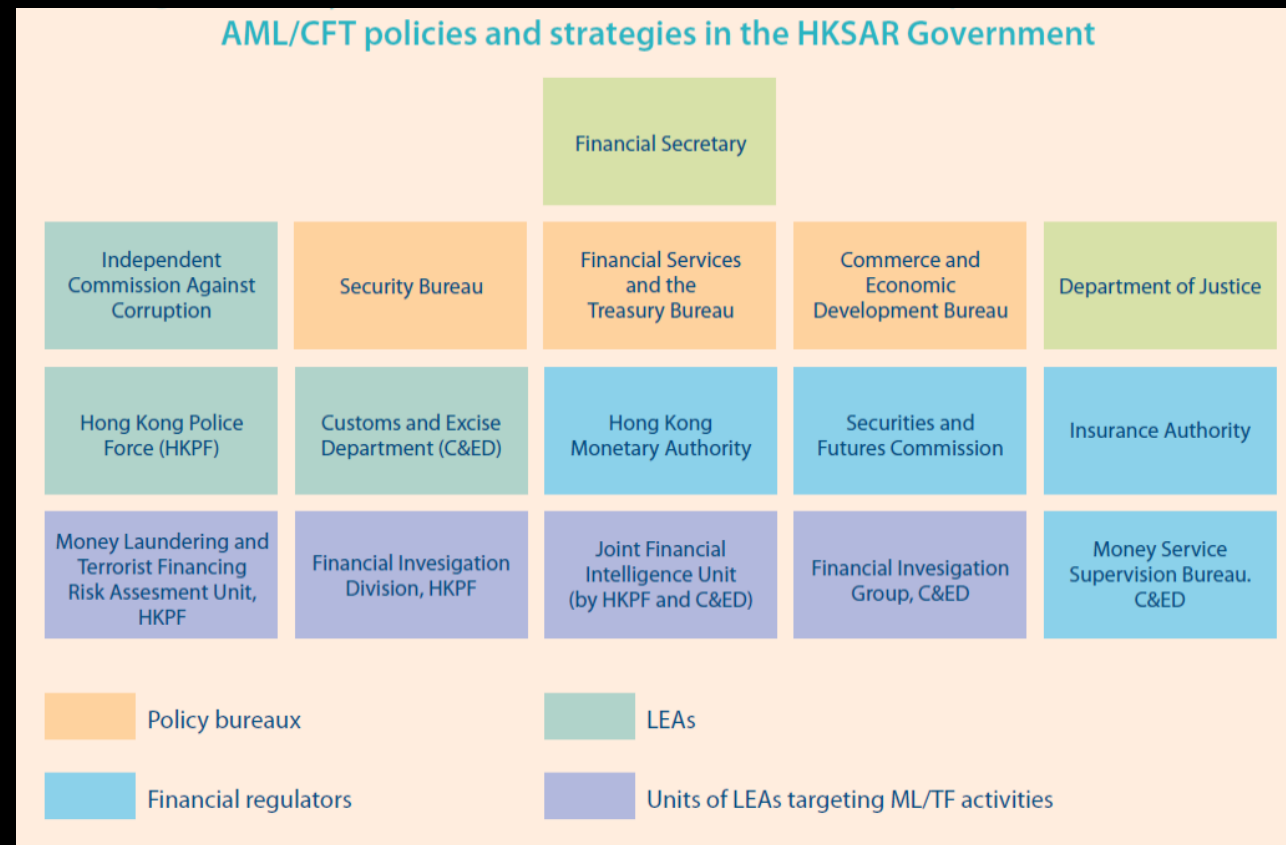 AML/CFT policies and strategies in the HKSAR Government
Financial Secretary
Independent
Commission Against
Corruption
Security Bureau
Financial Services
and the
Treasury Bureau
Commerce and
Economic
Development Bureau
Department of Justice
Hong Kong Police
Force (HKPF)
Customs and Excise
Department (C&ED)
Hong Kong
Monetary Authority
Securities and
Futures Commission
Insurance Authority
Money Laundering and
Terrorist Financing
Risk Assesment Unit,
HKPF
Financial Invesigation
Division, HKPF
Joint Financial
Intelligence Unit
(by HKPF and C&ED)
Financial Invesigation
Group, C&ED
Money Service
Supervision Bureau.
C&ED
Policy bureaux
LEAs
Financial regulators
Units of LEAs targeting ML/TF activities